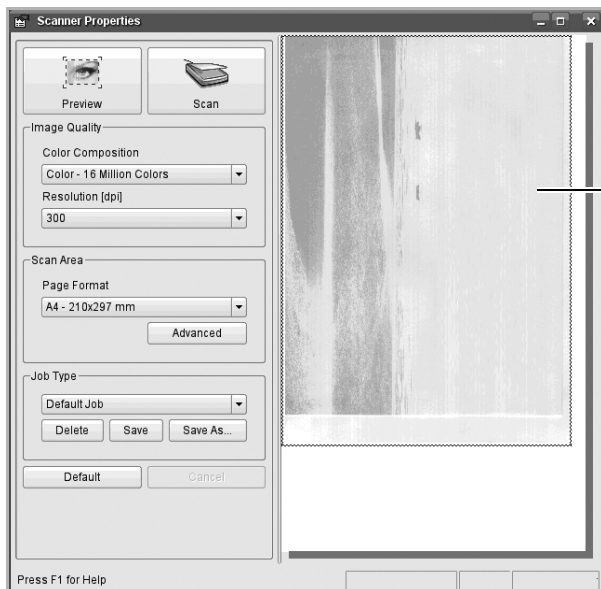 Scanner Properties
Preview
Scan
Image Quality
Color Composition
Color - 16 Million Colors
Resolution [dpi]
300
Scan Area
Page Format
A4 - 210x297 mm
Advanced
Job Type
Default Job
Delete
Save
Save As...
Default
Cancel
Press F1 for Help